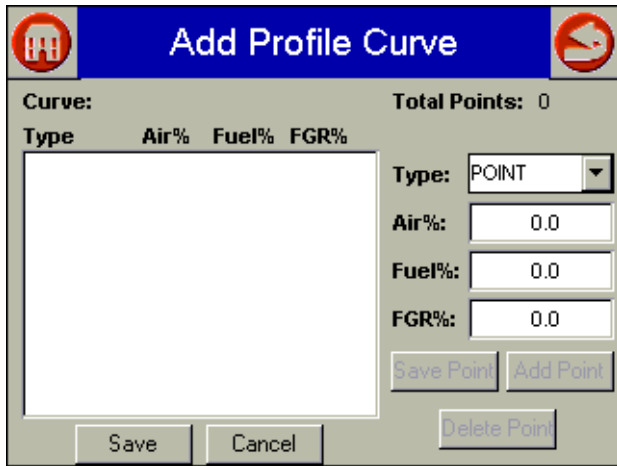 Add Profile Curve
Curve:
Total Points: 0
Type Air% Fuel% FGR%
Type: POINT
Air%: 0.0
Fuel%: 0.0
FGR%: 0.0
Save Point Add Point
Delete Point
Save Cancel